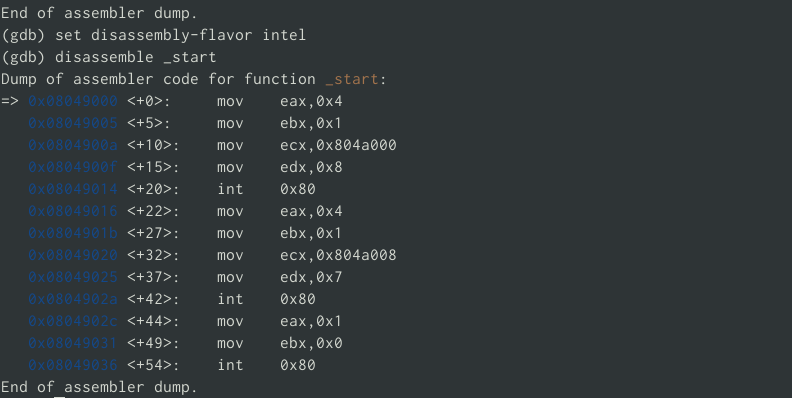 End of assembler dump.
(gdb) set disassembly-flavor intel
(gdb) disassemble _start
Dump of assembler code for function _start:
=> 0x08049000 <+0>:     mov    eax,0x4
   0x08049005 <+5>:     mov    ebx,0x1
   0x0804900a <+10>:    mov    ecx,0x804a000
   0x0804900f <+15>:    mov    edx,0x8
   0x08049014 <+20>:    int    0x80
   0x08049016 <+22>:    mov    eax,0x4
   0x0804901b <+27>:    mov    ebx,0x1
   0x08049020 <+32>:    mov    ecx,0x804a008
   0x08049025 <+37>:    mov    edx,0x7
   0x0804902a <+42>:    int    0x80
   0x0804902c <+44>:    mov    eax,0x1
   0x08049031 <+49>:    mov    ebx,0x0
   0x08049036 <+54>:    int    0x80
End of assembler dump.